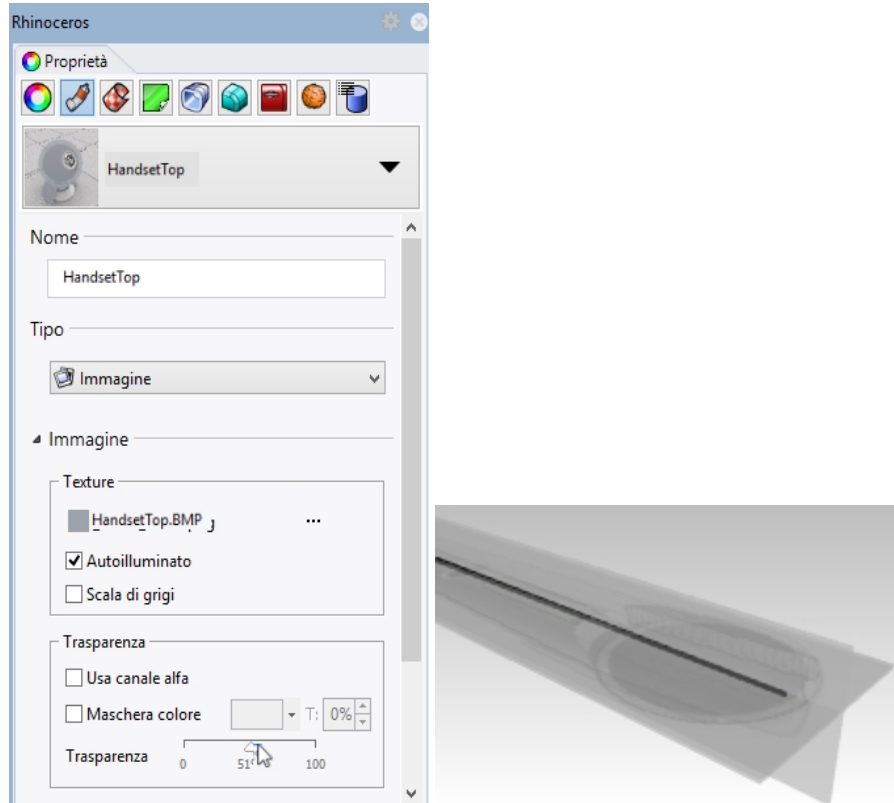 Rhinoceros
Proprietà
HandsetTop
Nome
HandsetTop
Tipo
Immagine
Immagine
Texture
HandsetTop.BMP
...
Autoilluminato
Scala di grigi
Trasparenza
Usa canale alfa
Maschera colore T: 0%
Trasparenza
0 51 100